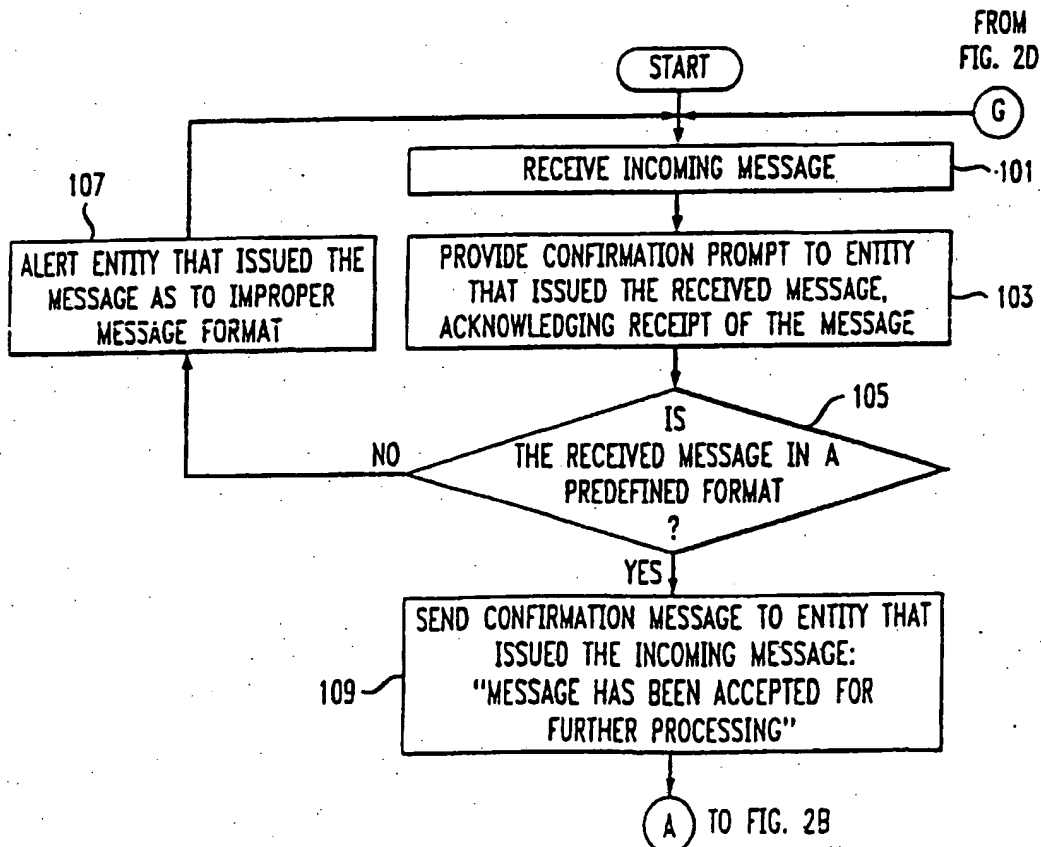 FROM
FIG. 2D
START
G
RECEIVE INCOMING MESSAGE
101
107
ALERT ENTITY THAT ISSUED THE
MESSAGE AS TO IMPROPER
MESSAGE FORMAT
PROVIDE CONFIRMATION PROMPT TO ENTITY
THAT ISSUED THE RECEIVED MESSAGE,
ACKNOWLEDGING RECEIPT OF THE MESSAGE
103
105
IS
THE RECEIVED MESSAGE IN A
PREDEFINED FORMAT
?
NO
YES
SEND CONFIRMATION MESSAGE TO ENTITY THAT
ISSUED THE INCOMING MESSAGE:
"MESSAGE HAS BEEN ACCEPTED FOR
FURTHER PROCESSING"
109
A
TO FIG. 2B